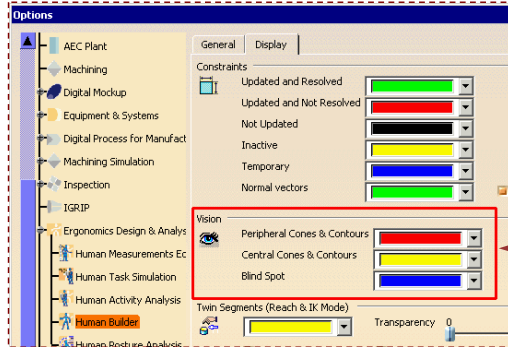 Options
AEC Plant
Machining
Digital Mockup
Equipment & Systems
Digital Process for Manufact
Machining Simulation
Inspection
IGRIP
Ergonomics Design & Analys
Human Measurements Ec
Human Task Simulation
Human Activity Analysis
Human Builder
Human Posture Analysis
General Display
Constraints
Updated and Resolved
Updated and Not Resolved
Not Updated
Inactive
Temporary
Normal vectors
Vision
Peripheral Cones & Contours
Central Cones & Contours
Blind Spot
Twin Segments (Reach & IK Mode)
Transparency 0